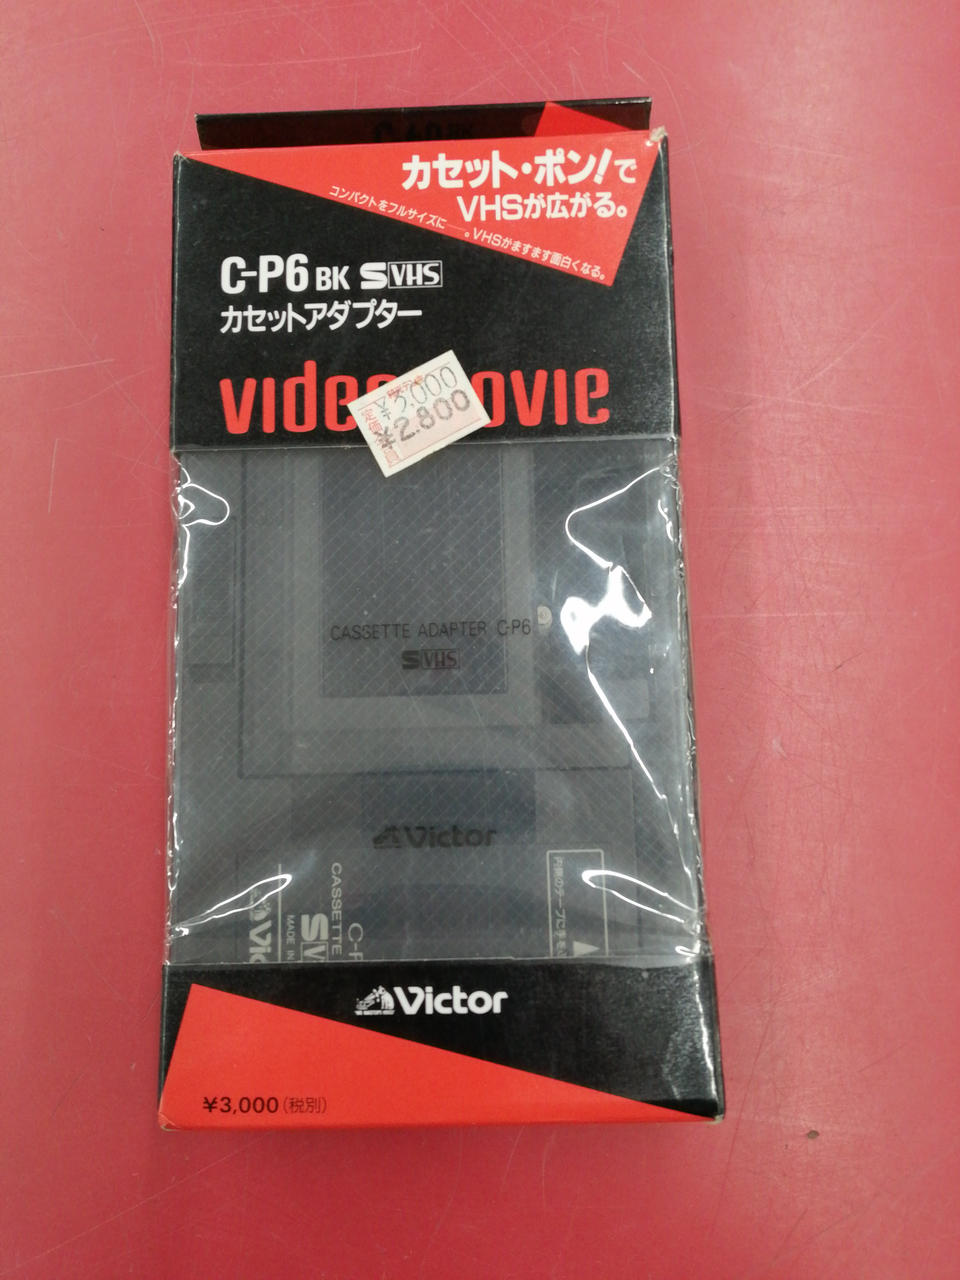 カセット・ポン!で
VHSが広がる。
コンパクトをフルサイズに——。VHSがますます面白くなる。
C-P6 BK S VHS
カセットアダプター
¥3,000
¥2,800
CASSETTE ADAPTER C-P6
S VHS
Victor
CASSETTE
MADE IN
Victor
¥3,000(税別)